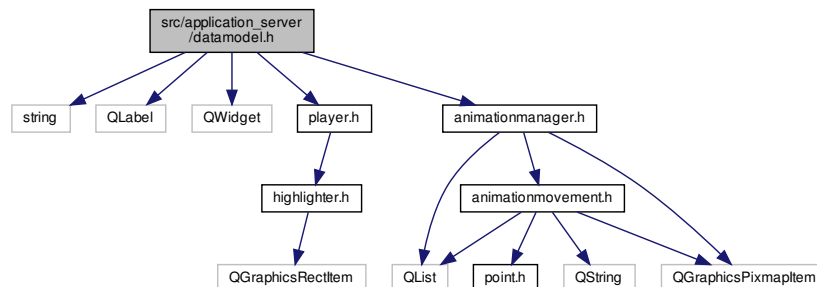 src/application_server
/datamodel.h
string
QLabel
QWidget
player.h
animationmanager.h
highlighter.h
animationmovement.h
QGraphicsRectItem
QList
point.h
QString
QGraphicsPixmapItem